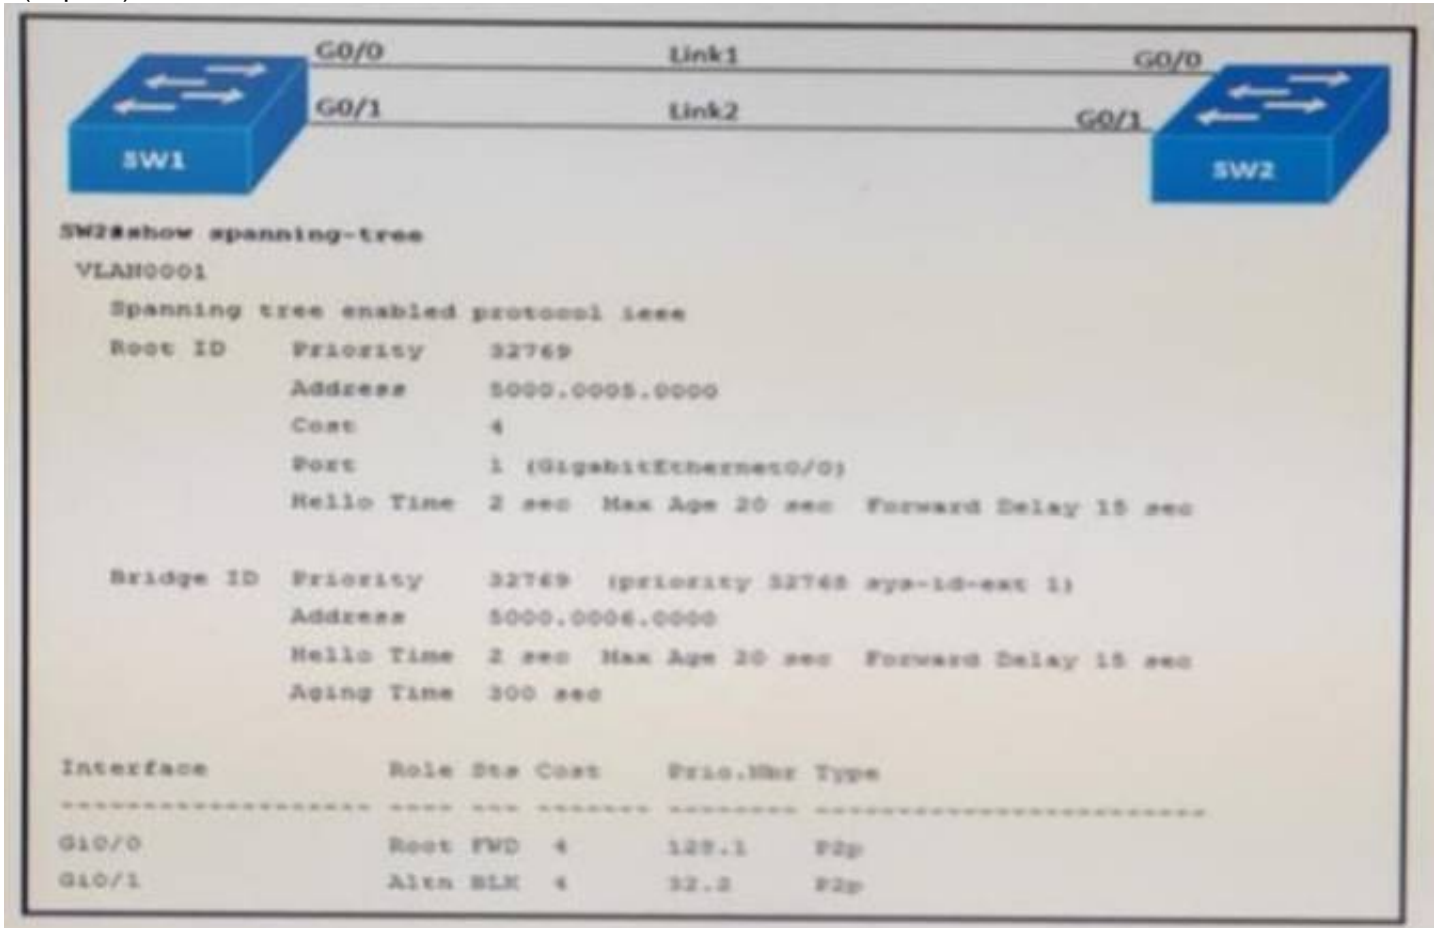 G0/0 Link1 G0/0
G0/1 Link2 G0/1
SW1 SW2
SW2#show spanning-tree
VLAN0001
Spanning tree enabled protocol ieee
Root ID Priority 32769
Address 5000.0005.0000
Cost 4
Port 1 (GigabitEthernet0/0)
Hello Time 2 sec Max Age 20 sec Forward Delay 15 sec
Bridge ID Priority 32769 (priority 32768 sys-id-ext 1)
Address 5000.0006.0000
Hello Time 2 sec Max Age 20 sec Forward Delay 15 sec
Aging Time 300 sec
Interface Role Sts Cost Prio.Nbr Type
------------------- ---- --- ------- -------- ------------------------
Gi0/0 Root FWD 4 128.1 P2p
Gi0/1 Altn BLK 4 32.2 P2p